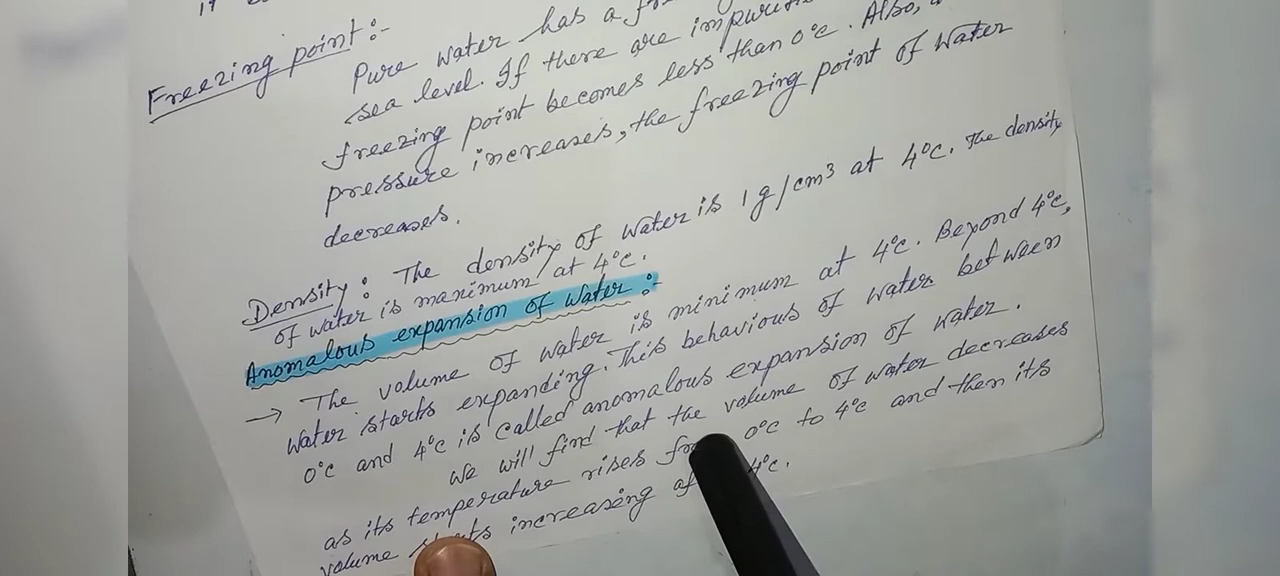 Freezing point :-
Pure water has a
sea level. If there are
freezing point becomes less than 0°c. Also,
pressure increases, the freezing point of water
decreases.
Density : The density of water is 1 g/cm³ at 4°c. The density
of water is maximum at 4°c.
Anomalous expansion of water :-
→ The volume of water is minimum at 4°c. Beyond 4°c,
water starts expanding. This behaviour of water between
0°c and 4°c is called anomalous expansion of water.
We will find that the volume of water decreases
as its temperature rises 0°c to 4°c and then its
volume increasing 4°c.